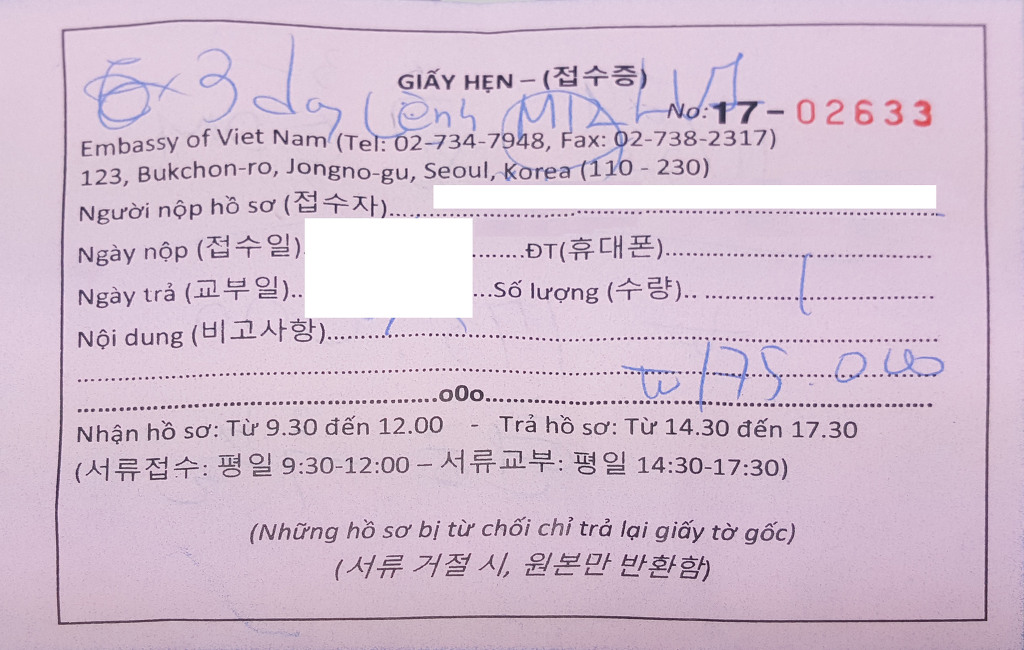 3 day Lệnh
GIẤY HẸN – (접수증)
No: 17 - 02633
Embassy of Viet Nam (Tel: 02-734-7948, Fax: 02-738-2317)
123, Bukchon-ro, Jongno-gu, Seoul, Korea (110 - 230)
Người nộp hồ sơ (접수자)
Ngày nộp (접수일) ĐT(휴대폰)
Ngày trả (교부일) Số lượng (수량) 1
Nội dung (비고사항)
₩175.000
o0o
Nhận hồ sơ: Từ 9.30 đến 12.00 - Trả hồ sơ: Từ 14.30 đến 17.30
(서류접수: 평일 9:30-12:00 – 서류교부: 평일 14:30-17:30)
(Những hồ sơ bị từ chối chỉ trả lại giấy tờ gốc)
(서류 거절 시, 원본만 반환함)